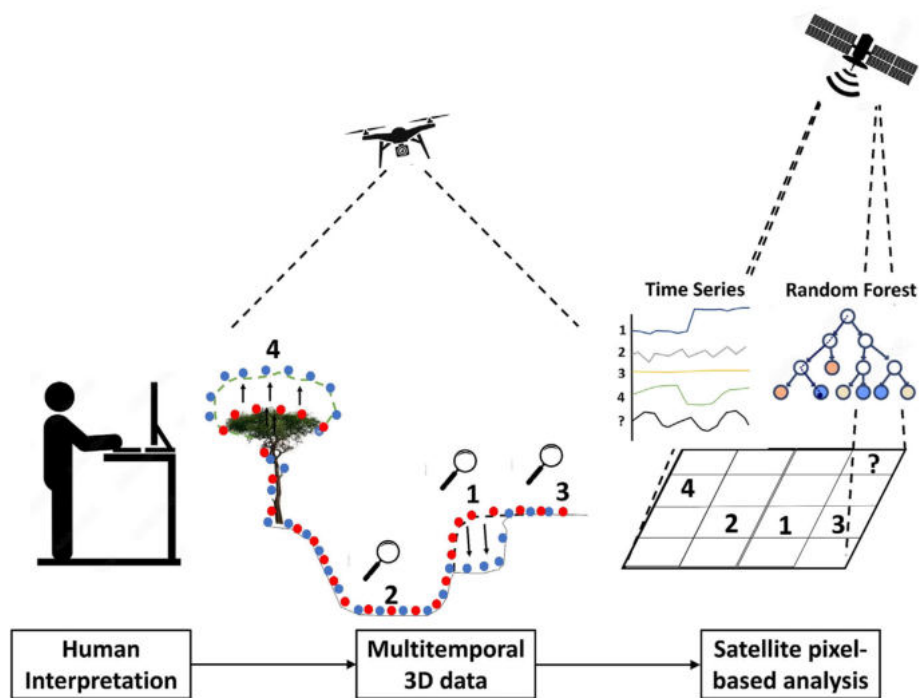 Time Series
Random Forest
1
2
3
4
?
4
1
3
2
?
4
2
1
3
Human
Interpretation
Multitemporal
3D data
Satellite pixel-
based analysis